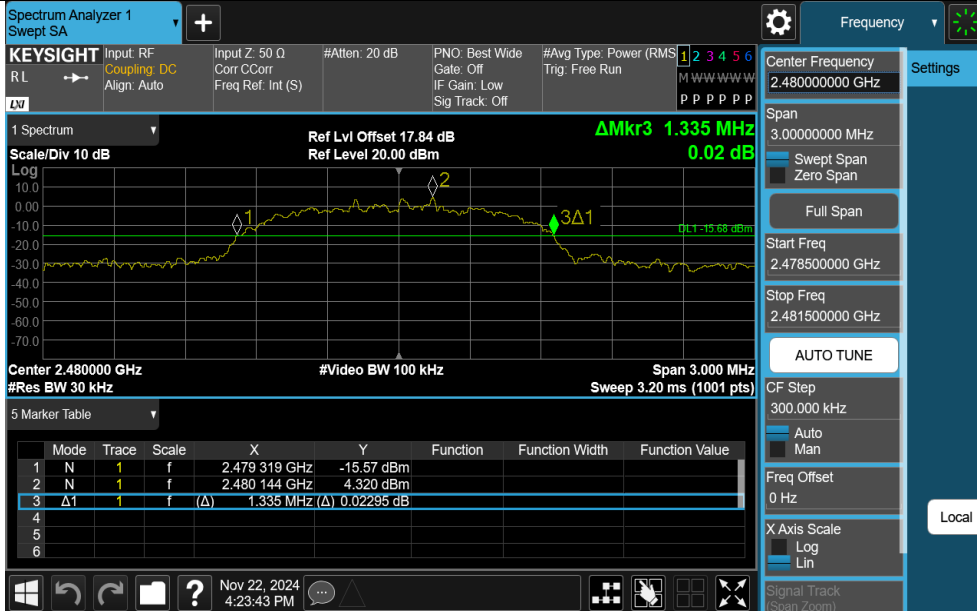 Spectrum Analyzer 1
Swept SA
+
Frequency
KEYSIGHT
RL
LXI
Input: RF
Coupling: DC
Align: Auto
Input Z: 50 Ω
Corr CCorr
Freq Ref: Int (S)
#Atten: 20 dB
PNO: Best Wide
Gate: Off
IF Gain: Low
Sig Track: Off
#Avg Type: Power (RMS
Trig: Free Run
1 2 3 4 5 6
M W W W W W
P P P P P P
1 Spectrum
Scale/Div 10 dB
Ref Lvl Offset 17.84 dB
Ref Level 20.00 dBm
ΔMkr3 1.335 MHz
0.02 dB
Log
10.0
0.00
-10.0
-20.0
-30.0
-40.0
-50.0
-60.0
-70.0
1
2
3Δ1
DL1 -15.68 dBm
Center 2.480000 GHz
#Res BW 30 kHz
#Video BW 100 kHz
Span 3.000 MHz
Sweep 3.20 ms (1001 pts)
5 Marker Table
Mode Trace Scale X Y Function Function Width Function Value
1 N 1 f 2.479 319 GHz -15.57 dBm
2 N 1 f 2.480 144 GHz 4.320 dBm
3 Δ1 1 f (Δ) 1.335 MHz (Δ) 0.02295 dB
4
5
6
?
Nov 22, 2024
4:23:43 PM
Center Frequency
2.480000000 GHz
Span
3.00000000 MHz
Swept Span
Zero Span
Full Span
Start Freq
2.478500000 GHz
Stop Freq
2.481500000 GHz
AUTO TUNE
CF Step
300.000 kHz
Auto
Man
Freq Offset
0 Hz
X Axis Scale
Log
Lin
Signal Track
(Span Zoom)
Settings
Local